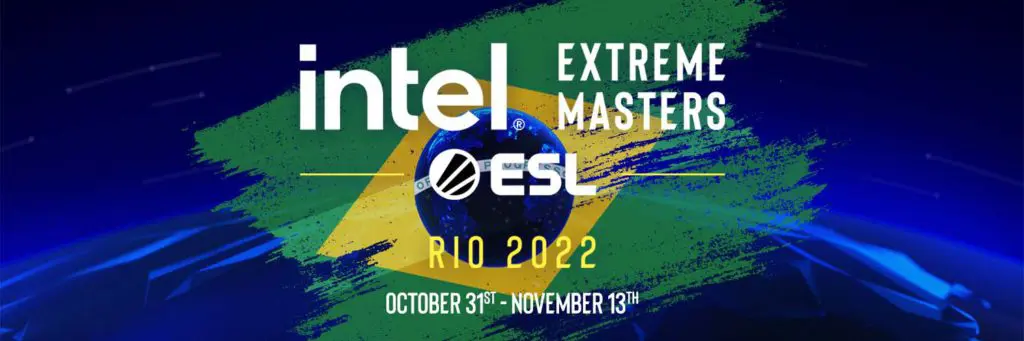 intel® EXTREME
MASTERS
ESL
RIO 2022
OCTOBER 31ST - NOVEMBER 13TH